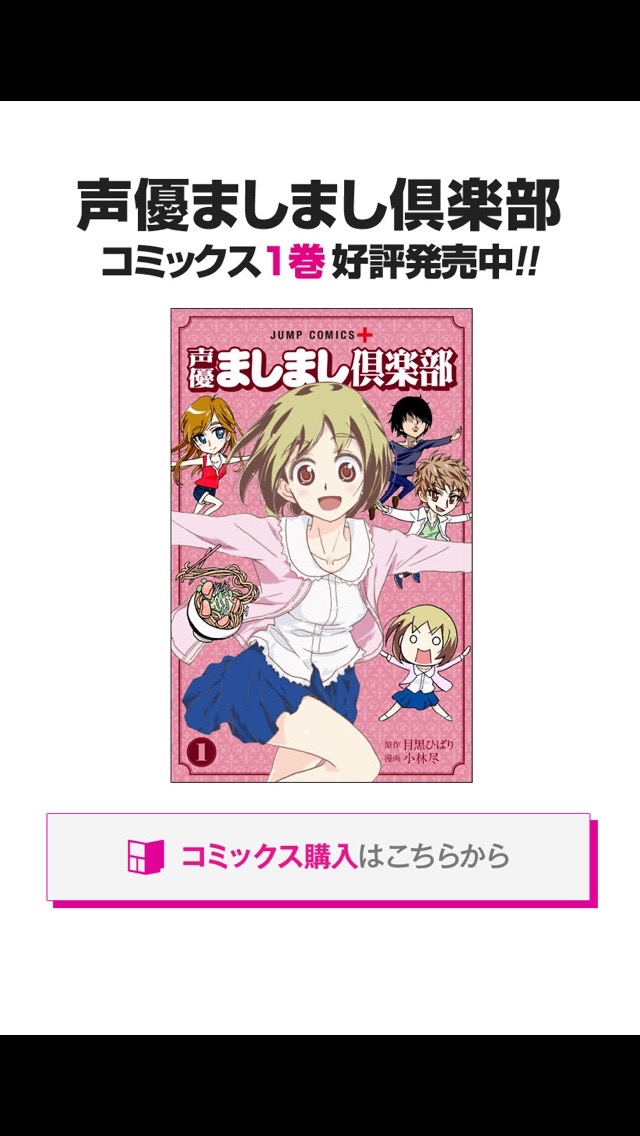 声優ましまし倶楽部
コミックス1巻 好評発売中!!
JUMP COMICS+
声優ましまし倶楽部
1
原作 目黒ひばり
漫画 小林尽
コミックス購入はこちらから